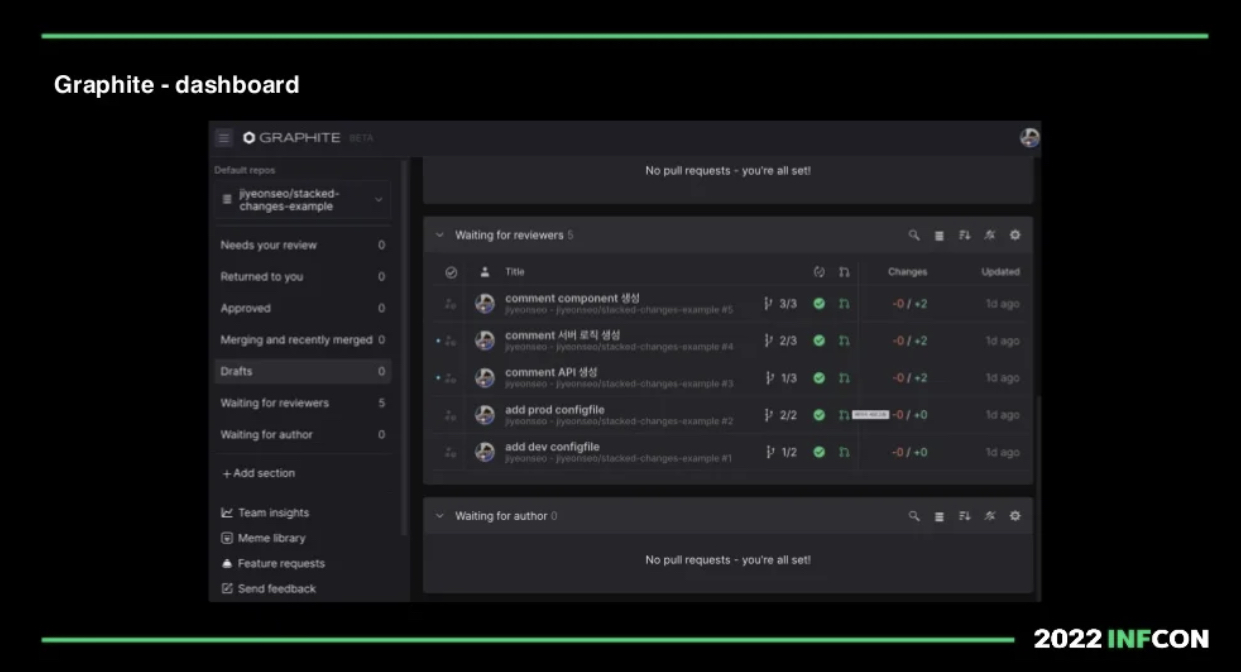 Graphite - dashboard
GRAPHITE BETA
Default repos
jiyeonseo/stacked-
changes-example
Needs your review 0
Returned to you 0
Approved 0
Merging and recently merged 0
Drafts 0
Waiting for reviewers 5
Waiting for author 0
+ Add section
Team insights
Meme library
Feature requests
Send feedback
No pull requests - you're all set!
Waiting for reviewers 5
Title Changes Updated
comment component 생성 3/3 -0 / +2 1d ago
jiyeonseo - jiyeonseo/stacked-changes-example #5
comment 서버 로직 생성 2/3 -0 / +2 1d ago
jiyeonseo - jiyeonseo/stacked-changes-example #4
comment API 생성 1/3 -0 / +2 1d ago
jiyeonseo - jiyeonseo/stacked-changes-example #3
add prod configfile 2/2 -0 / +0 1d ago
jiyeonseo - jiyeonseo/stacked-changes-example #2
add dev configfile 1/2 -0 / +0 1d ago
jiyeonseo - jiyeonseo/stacked-changes-example #1
Waiting for author 0
No pull requests - you're all set!
2022 INFCON